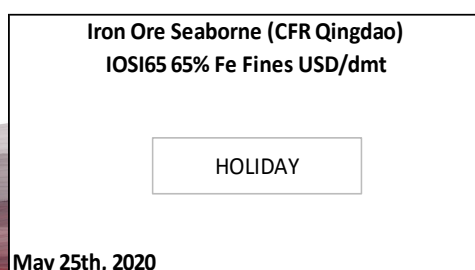 Iron Ore Seaborne (CFR Qingdao)
IOSI65 65% Fe Fines USD/dmt
HOLIDAY
May 25th, 2020